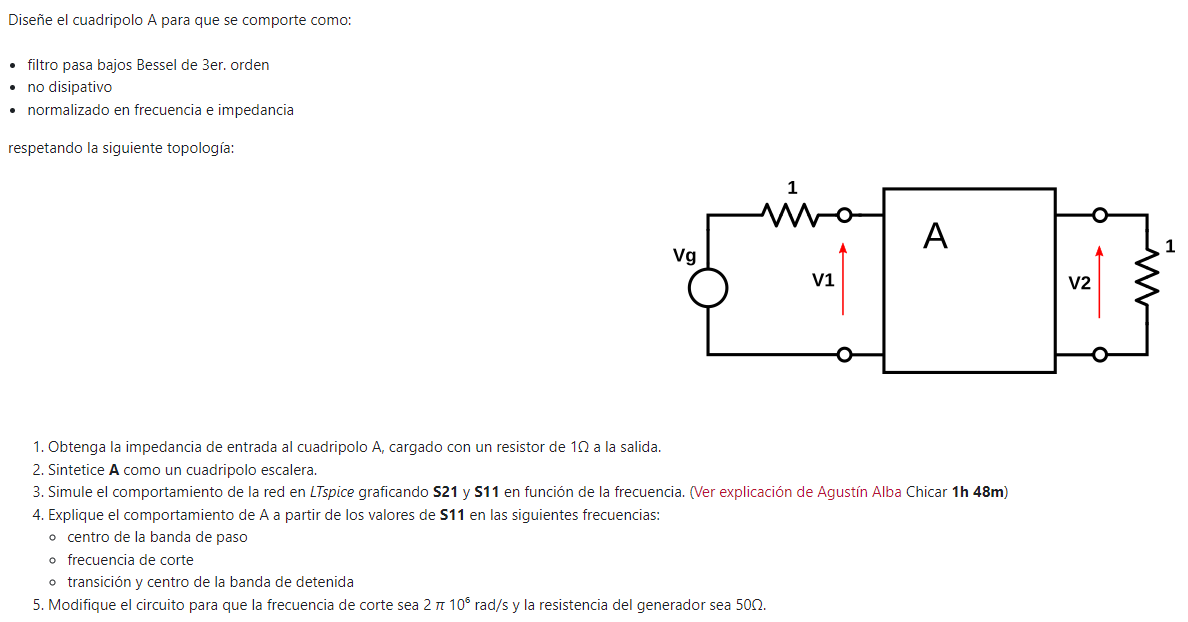 Diseñe el cuadripolo A para que se comporte como:
• filtro pasa bajos Bessel de 3er. orden
• no disipativo
• normalizado en frecuencia e impedancia
respetando la siguiente topología:
1
A
1
Vg
V1
V2
1. Obtenga la impedancia de entrada al cuadripolo A, cargado con un resistor de 1Ω a la salida.
2. Sintetice A como un cuadripolo escalera.
3. Simule el comportamiento de la red en LTspice graficando S21 y S11 en función de la frecuencia. (Ver explicación de Agustín Alba Chicar 1h 48m)
4. Explique el comportamiento de A a partir de los valores de S11 en las siguientes frecuencias:
○ centro de la banda de paso
○ frecuencia de corte
○ transición y centro de la banda de detenida
5. Modifique el circuito para que la frecuencia de corte sea 2 π 10⁶ rad/s y la resistencia del generador sea 50Ω.